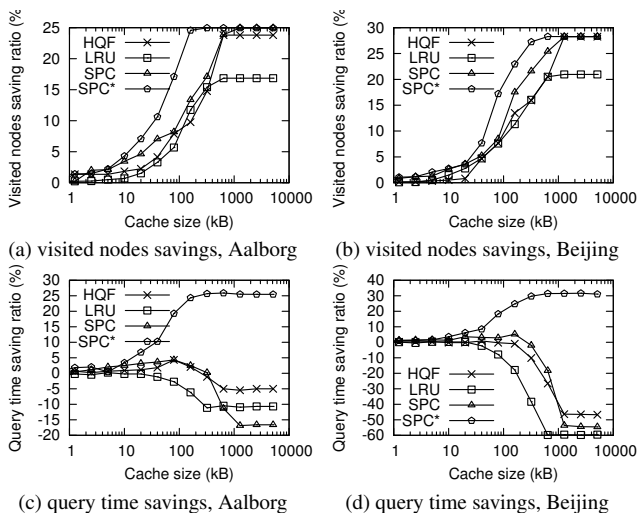 Visited nodes saving ratio (%
25
20
15
10
5
0
HQF
LRU
SPC
SPC*
1 10 100 1000 10000
Cache size (kB)
(a) visited nodes savings, Aalborg
Visited nodes saving ratio (%
30
25
20
15
10
5
0
HQF
LRU
SPC
SPC*
1 10 100 1000 10000
Cache size (kB)
(b) visited nodes savings, Beijing
Query time saving ratio (%)
30
25
20
15
10
5
0
-5
-10
-15
-20
HQF
LRU
SPC
SPC*
1 10 100 1000 10000
Cache size (kB)
(c) query time savings, Aalborg
Query time saving ratio (%)
40
30
20
10
0
-10
-20
-30
-40
-50
-60
HQF
LRU
SPC
SPC*
1 10 100 1000 10000
Cache size (kB)
(d) query time savings, Beijing